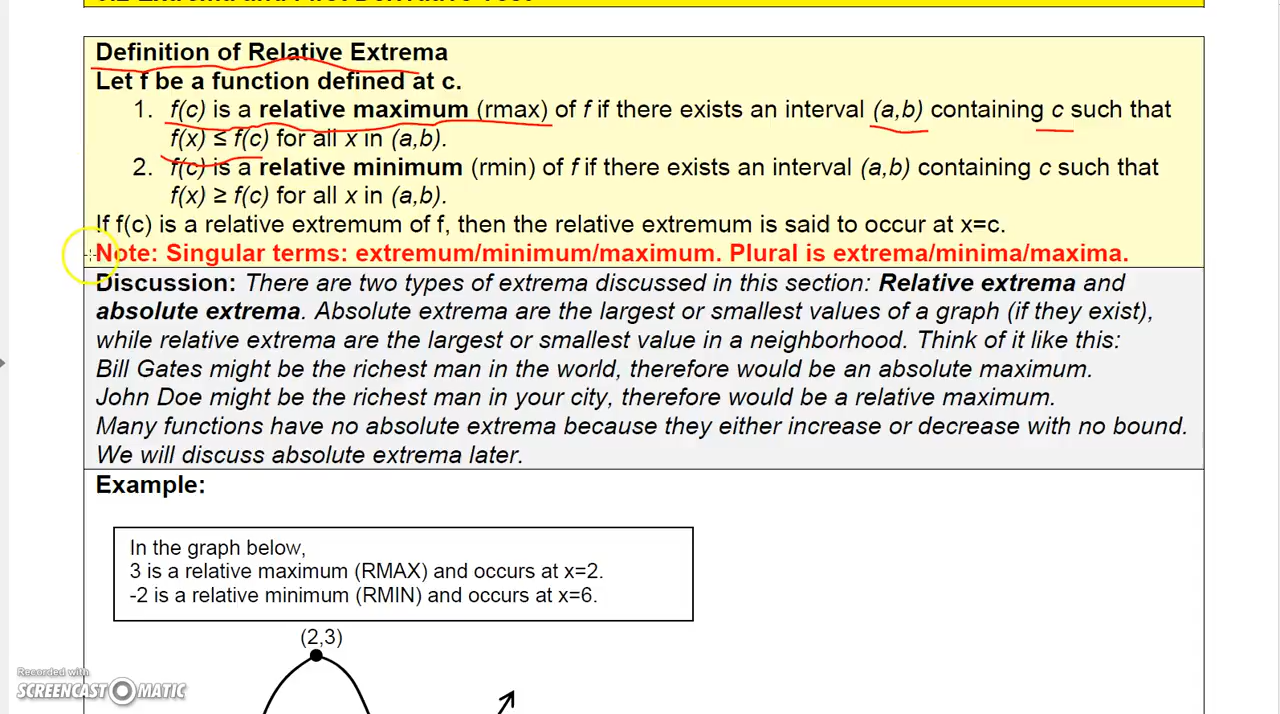 Definition of Relative Extrema
Let f be a function defined at c.
1. f(c) is a relative maximum (rmax) of f if there exists an interval (a,b) containing c such that
f(x) ≤ f(c) for all x in (a,b).
2. f(c) is a relative minimum (rmin) of f if there exists an interval (a,b) containing c such that
f(x) ≥ f(c) for all x in (a,b).
If f(c) is a relative extremum of f, then the relative extremum is said to occur at x=c.
Note: Singular terms: extremum/minimum/maximum. Plural is extrema/minima/maxima.
Discussion: There are two types of extrema discussed in this section: Relative extrema and
absolute extrema. Absolute extrema are the largest or smallest values of a graph (if they exist),
while relative extrema are the largest or smallest value in a neighborhood. Think of it like this:
Bill Gates might be the richest man in the world, therefore would be an absolute maximum.
John Doe might be the richest man in your city, therefore would be a relative maximum.
Many functions have no absolute extrema because they either increase or decrease with no bound.
We will discuss absolute extrema later.
Example:
In the graph below,
3 is a relative maximum (RMAX) and occurs at x=2.
-2 is a relative minimum (RMIN) and occurs at x=6.
(2,3)
Recorded with
SCREENCAST-O-MATIC